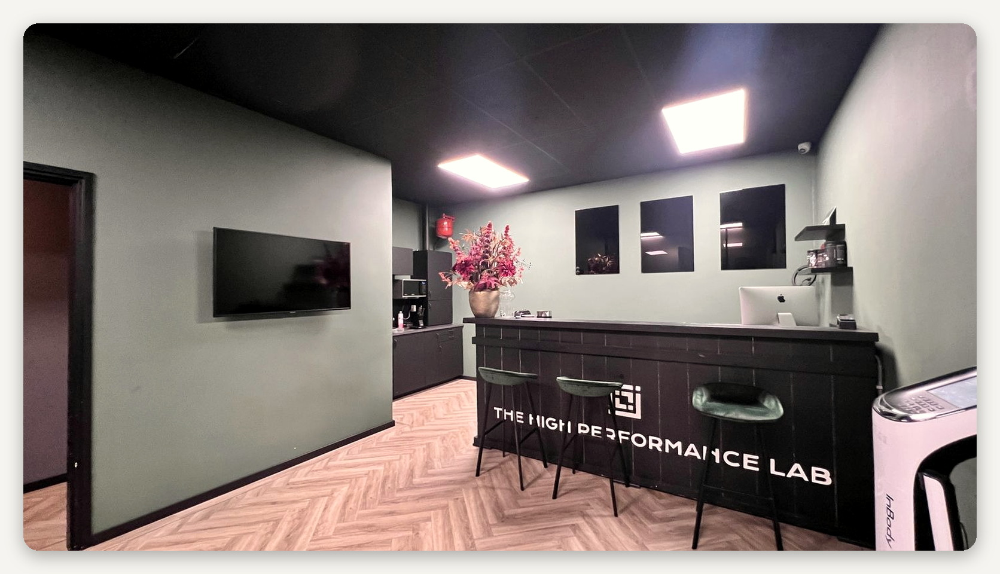 THE HIGH PERFORMANCE LAB
InBody